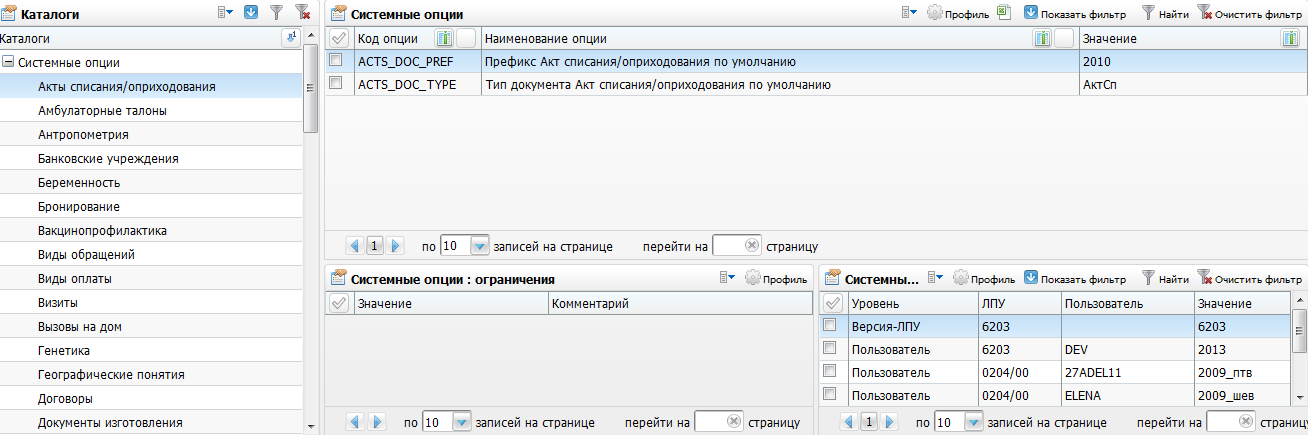 Каталоги
Каталоги
Системные опции
Акты списания/оприходования
Амбулаторные талоны
Антропометрия
Банковские учреждения
Беременность
Бронирование
Вакцинопрофилактика
Виды обращений
Виды оплаты
Визиты
Вызовы на дом
Генетика
Географические понятия
Договоры
Документы изготовления
Системные опции Профиль Показать фильтр Найти Очистить фильтр
Код опции Наименование опции Значение
ACTS_DOC_PREF Префикс Акт списания/оприходования по умолчанию 2010
ACTS_DOC_TYPE Тип документа Акт списания/оприходования по умолчанию АктСп
1 по 10 записей на странице перейти на страницу
Системные опции : ограничения Профиль
Значение Комментарий
по 10 записей на странице перейти на страницу
Системны... Профиль Показать фильтр Найти Очистить фильтр
Уровень ЛПУ Пользователь Значение
Версия-ЛПУ 6203 6203
Пользователь 6203 DEV 2013
Пользователь 0204/00 27ADEL11 2009_птв
Пользователь 0204/00 ELENA 2009_шев
1 по 10 записей на странице перейти на страниц